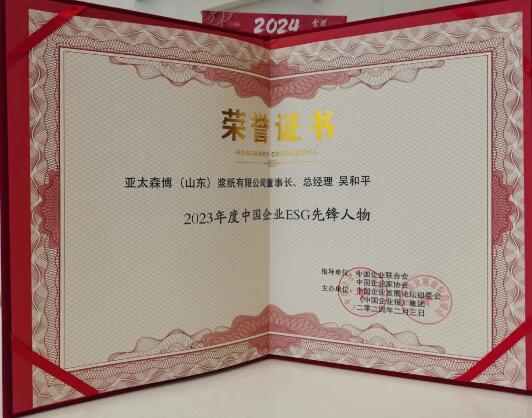 2024
荣誉证书
HONORARY CREDENTIAL
亚太森博（山东）浆纸有限公司董事长、总经理 吴和平
2023年度中国企业ESG先锋人物
指导单位：中国企业联合会
中国企业家协会
主办单位：中国企业发展论坛组委会
《中国企业报》集团
二零二四年二月三日